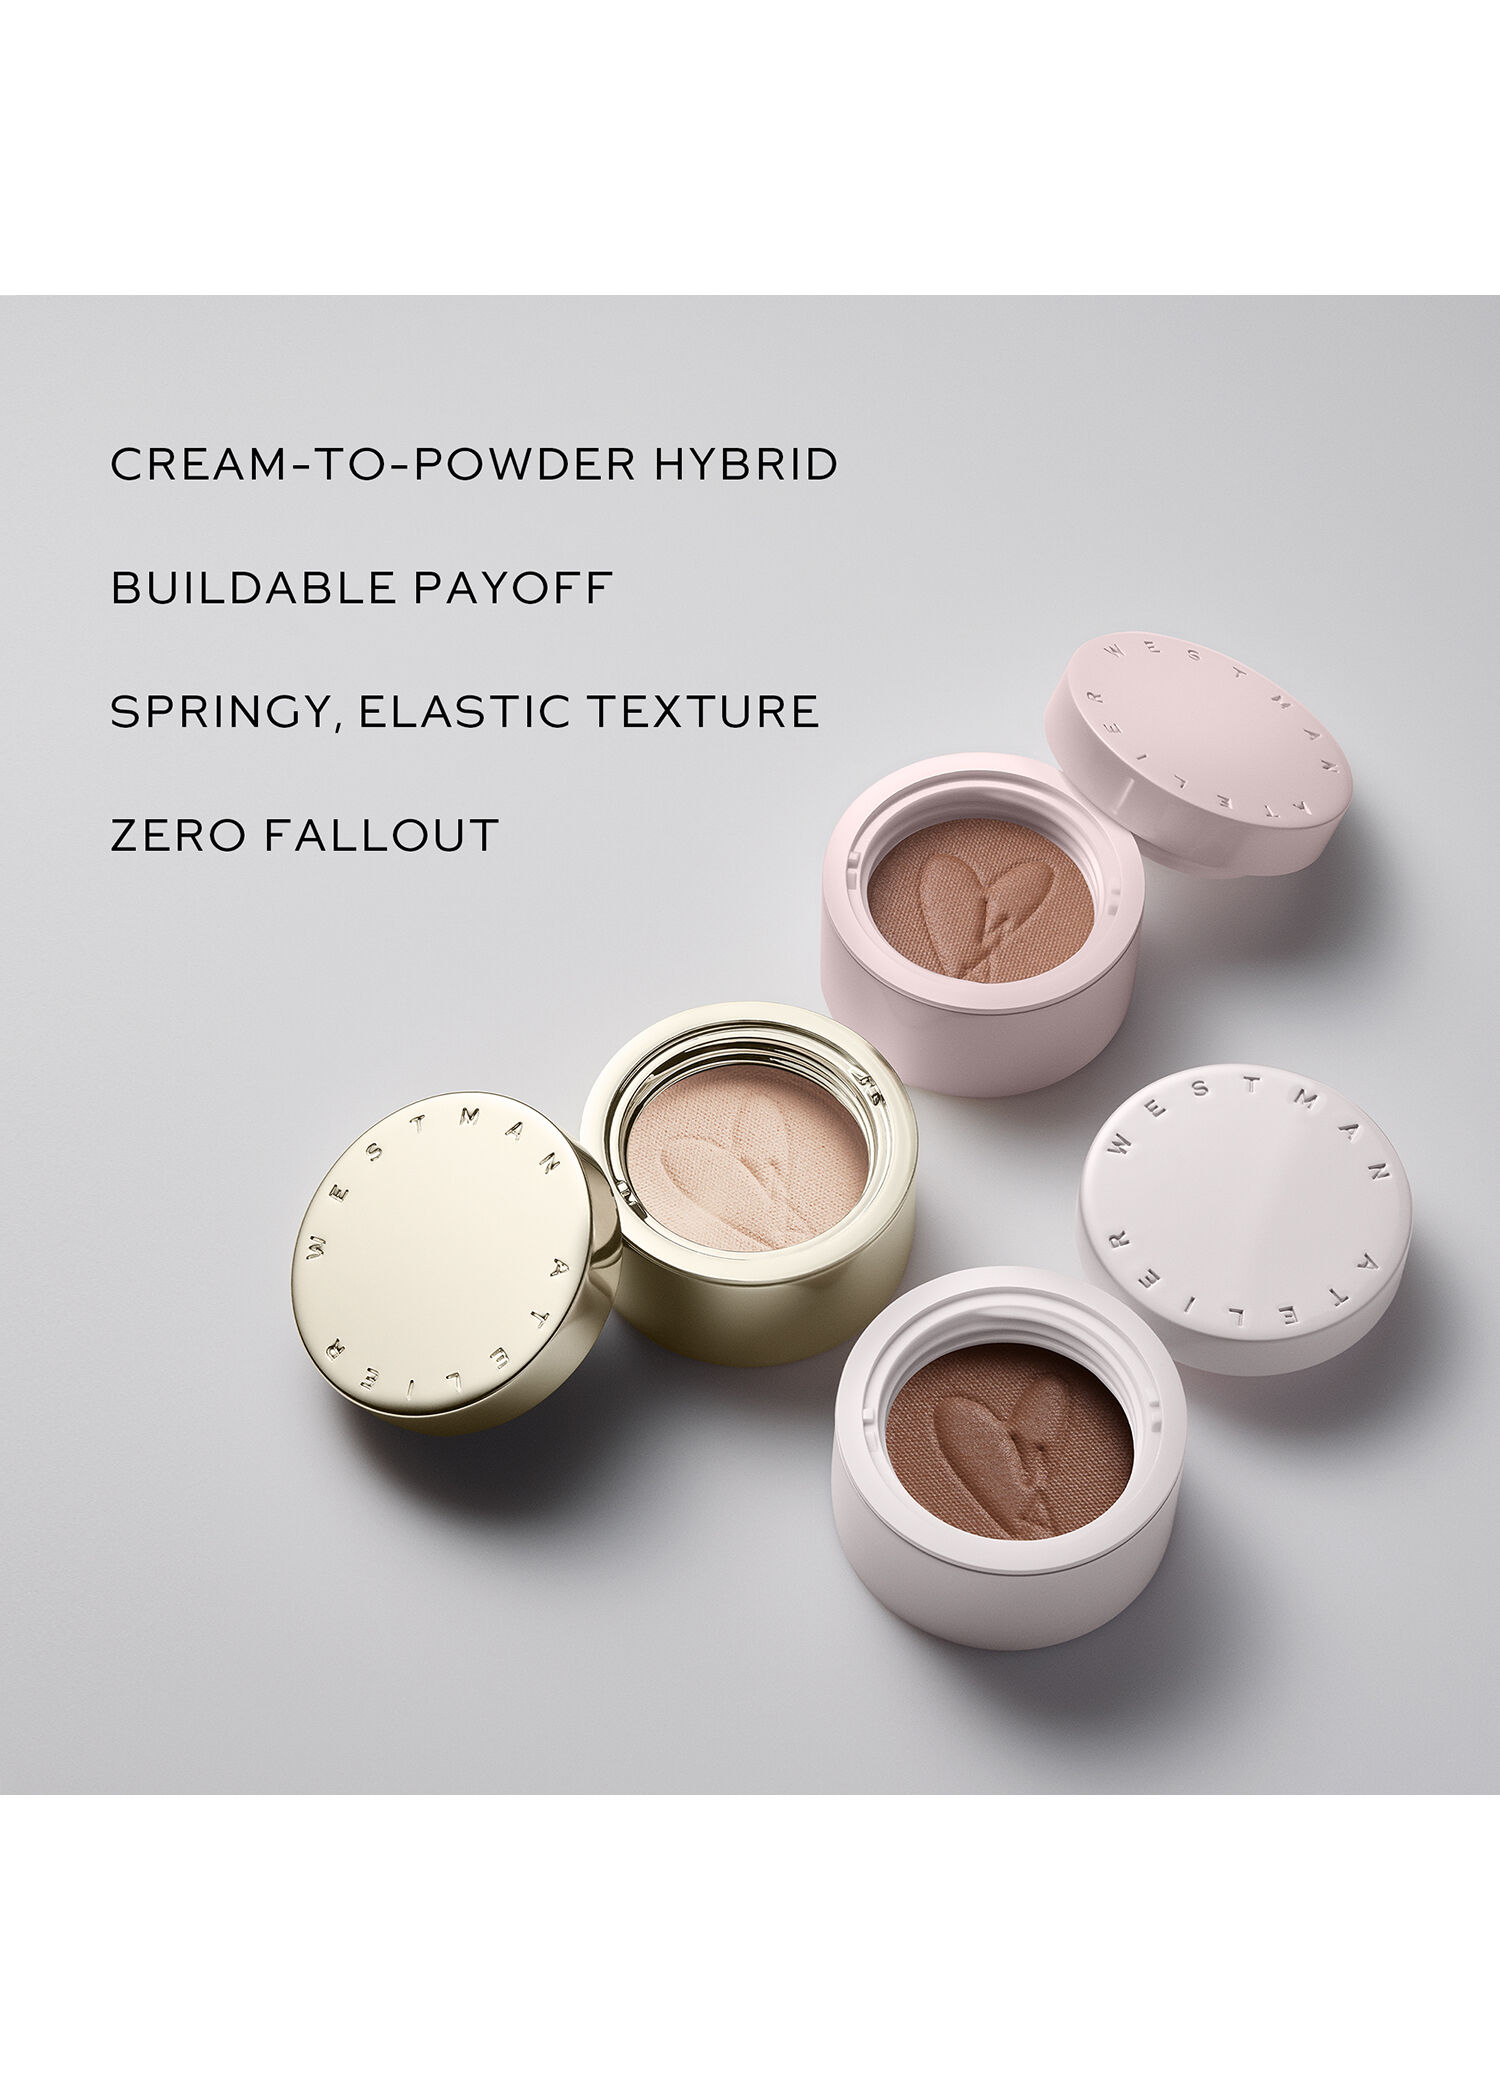 CREAM-TO-POWDER HYBRID
BUILDABLE PAYOFF
SPRINGY, ELASTIC TEXTURE
ZERO FALLOUT
WESTMAN ATELIER
WESTMAN ATELIER
WESTMAN ATELIER